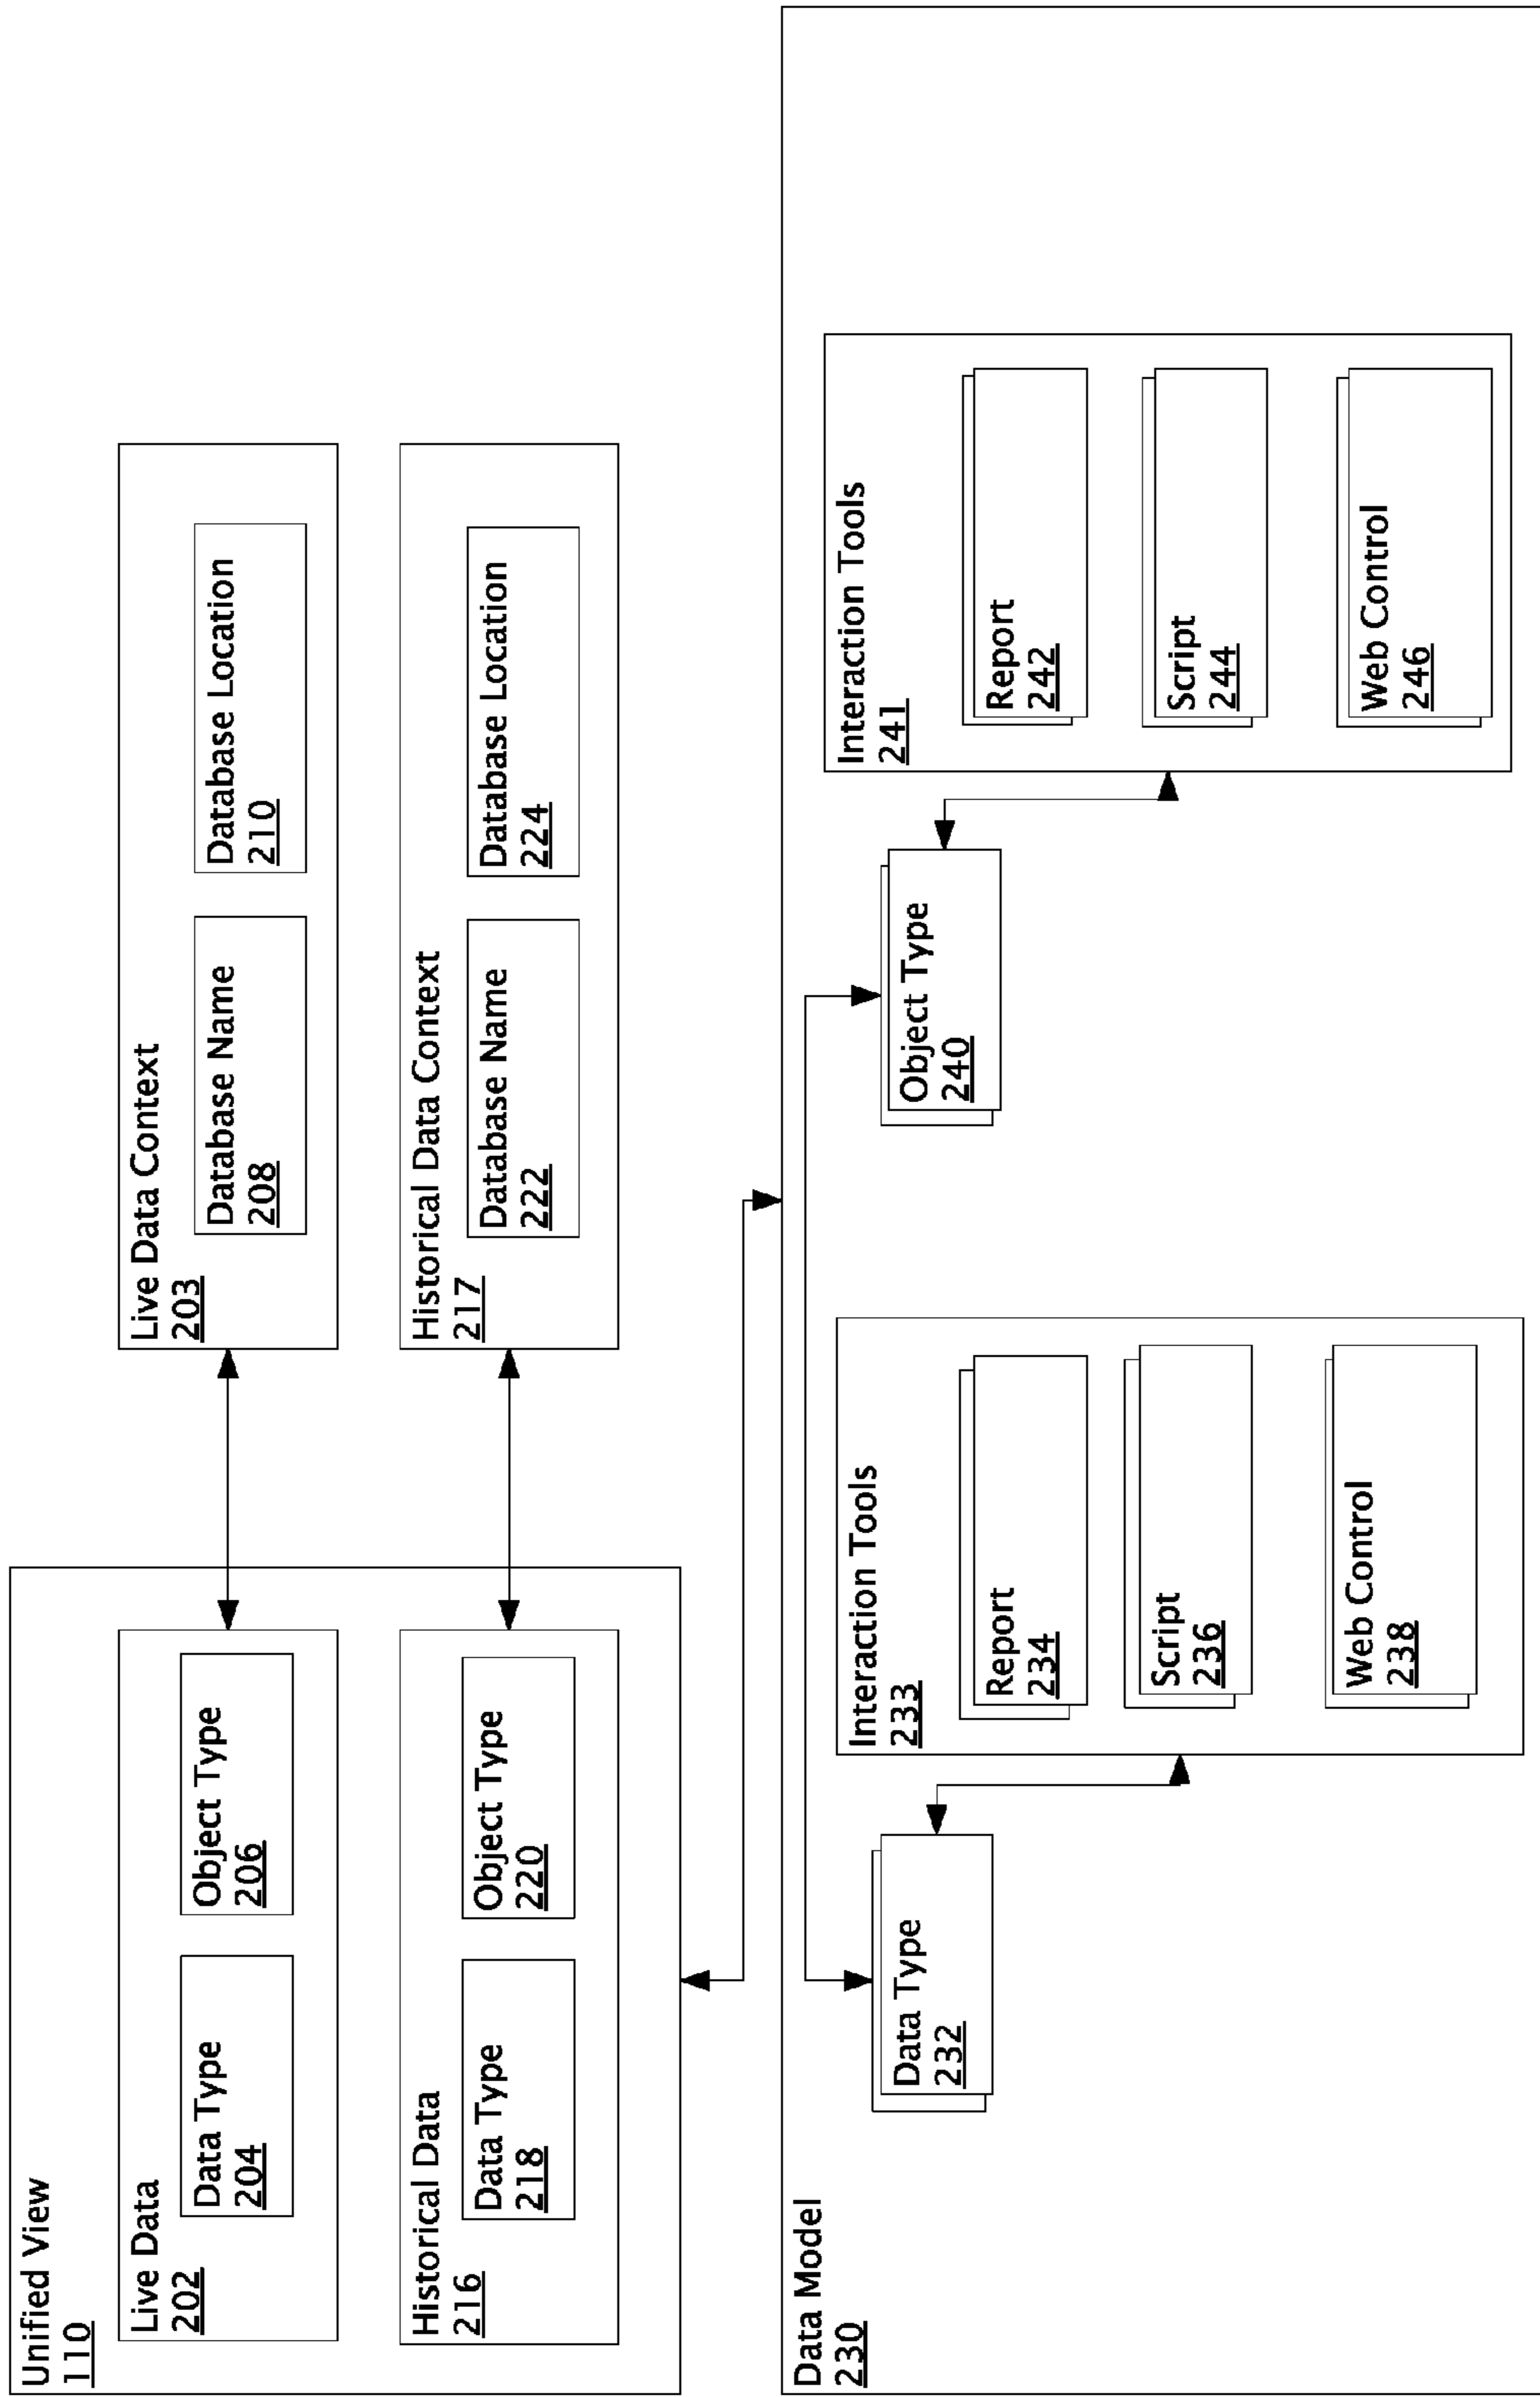 Unified View
110
Live Data
202
Data Type
204
Object Type
206
Live Data Context
203
Database Name
208
Database Location
210
Historical Data
216
Data Type
218
Object Type
220
Historical Data Context
217
Database Name
222
Database Location
224
Data Model
230
Data Type
232
Interaction Tools
233
Report
234
Script
236
Web Control
238
Object Type
240
Interaction Tools
241
Report
242
Script
244
Web Control
246